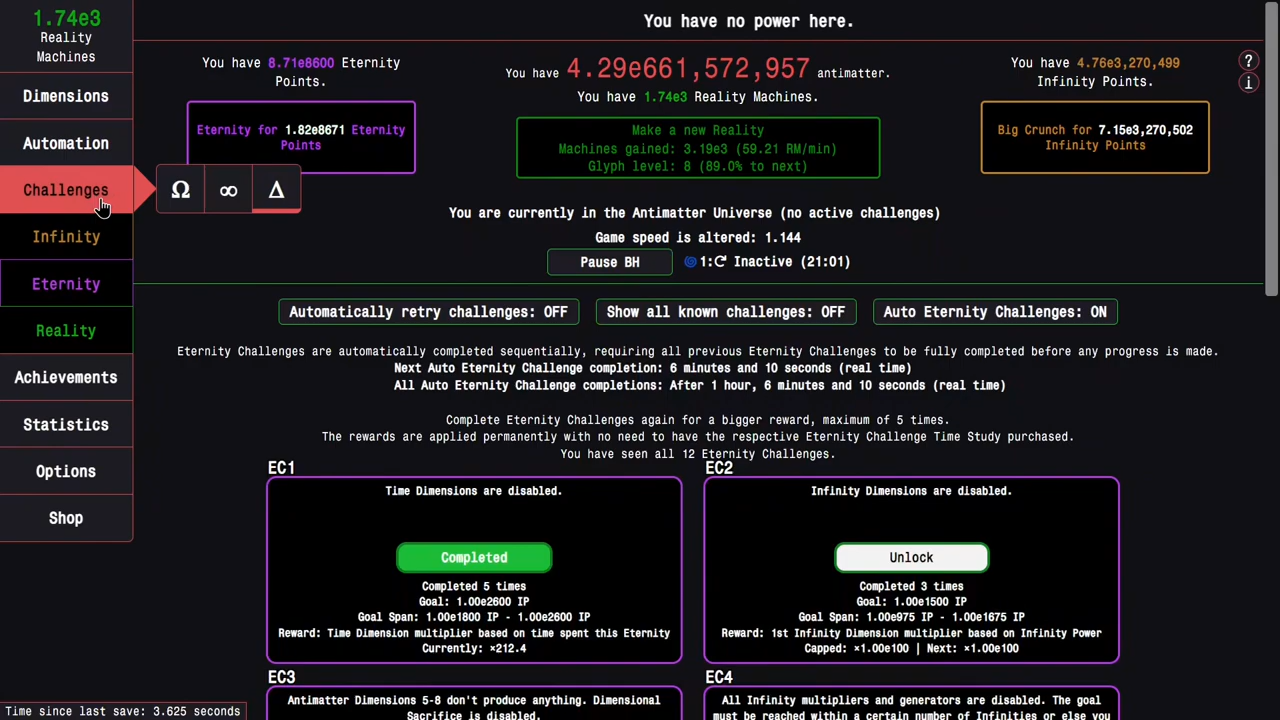 1.74e3
Reality
Machines
Dimensions
Automation
Challenges
Ω ∞ Δ
Infinity
Eternity
Reality
Achievements
Statistics
Options
Shop
Time since last save: 3.625 seconds
You have no power here.
You have 8.71e8600 Eternity
Points.
Eternity for 1.82e8671 Eternity
Points
You have 4.29e661,572,957 antimatter.
You have 1.74e3 Reality Machines.
Make a new Reality
Machines gained: 3.19e3 (59.21 RM/min)
Glyph level: 8 (89.0% to next)
You have 4.76e3,270,499
Infinity Points.
Big Crunch for 7.15e3,270,502
Infinity Points
?
i
You are currently in the Antimatter Universe (no active challenges)
Game speed is altered: 1.144
Pause BH
🌀1:⟳ Inactive (21:01)
Automatically retry challenges: OFF
Show all known challenges: OFF
Auto Eternity Challenges: ON
Eternity Challenges are automatically completed sequentially, requiring all previous Eternity Challenges to be fully completed before any progress is made.
Next Auto Eternity Challenge completion: 6 minutes and 10 seconds (real time)
All Auto Eternity Challenge completions: After 1 hour, 6 minutes and 10 seconds (real time)
Complete Eternity Challenges again for a bigger reward, maximum of 5 times.
The rewards are applied permanently with no need to have the respective Eternity Challenge Time Study purchased.
You have seen all 12 Eternity Challenges.
EC1
Time Dimensions are disabled.
Completed
Completed 5 times
Goal: 1.00e2600 IP
Goal Span: 1.00e1800 IP - 1.00e2600 IP
Reward: Time Dimension multiplier based on time spent this Eternity
Currently: ×212.4
EC2
Infinity Dimensions are disabled.
Unlock
Completed 3 times
Goal: 1.00e1500 IP
Goal Span: 1.00e975 IP - 1.00e1675 IP
Reward: 1st Infinity Dimension multiplier based on Infinity Power
Capped: ×1.00e100 | Next: ×1.00e100
EC3
Antimatter Dimensions 5-8 don't produce anything. Dimensional
Sacrifice is disabled.
EC4
All Infinity multipliers and generators are disabled. The goal
must be reached within a certain number of Infinities or else you